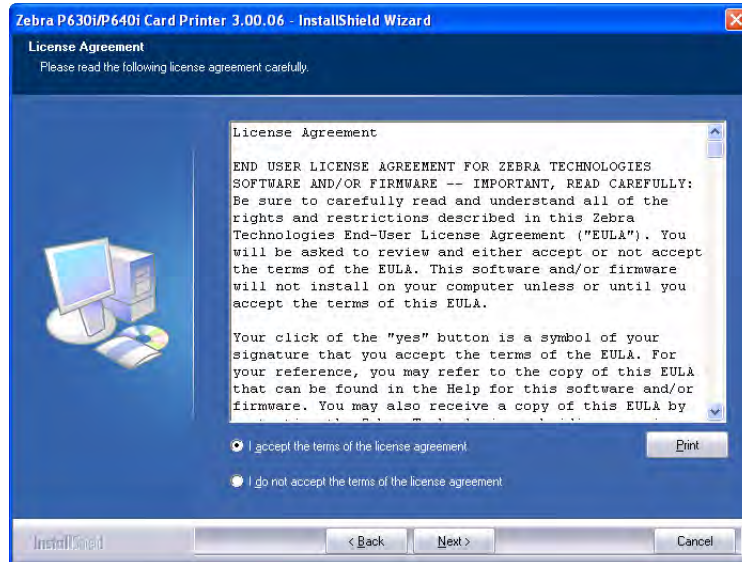 Zebra P630i/P640i Card Printer 3.00.06 - InstallShield Wizard
License Agreement
Please read the following license agreement carefully.
License Agreement
END USER LICENSE AGREEMENT FOR ZEBRA TECHNOLOGIES
SOFTWARE AND/OR FIRMWARE -- IMPORTANT, READ CAREFULLY:
Be sure to carefully read and understand all of the
rights and restrictions described in this Zebra
Technologies End-User License Agreement ("EULA"). You
will be asked to review and either accept or not accept
the terms of the EULA. This software and/or firmware
will not install on your computer unless or until you
accept the terms of this EULA.
Your click of the "yes" button is a symbol of your
signature that you accept the terms of the EULA. For
your reference, you may refer to the copy of this EULA
that can be found in the Help for this software and/or
firmware. You may also receive a copy of this EULA by
I accept the terms of the license agreement
Print
I do not accept the terms of the license agreement
InstallShield
< Back
Next >
Cancel